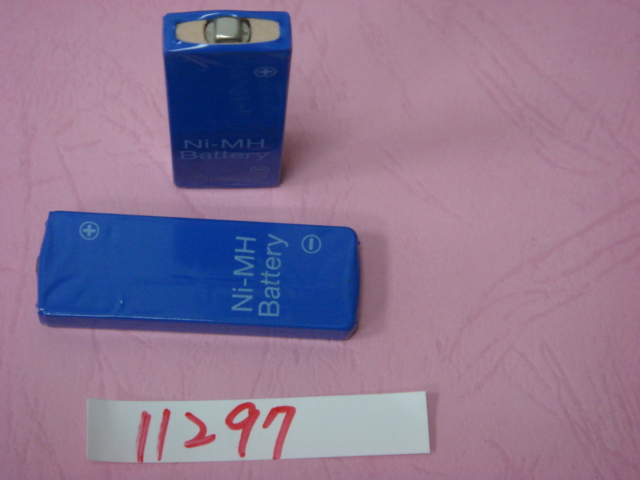 +
Ni-MH
Battery
+
Ni-MH
Battery
−
11297